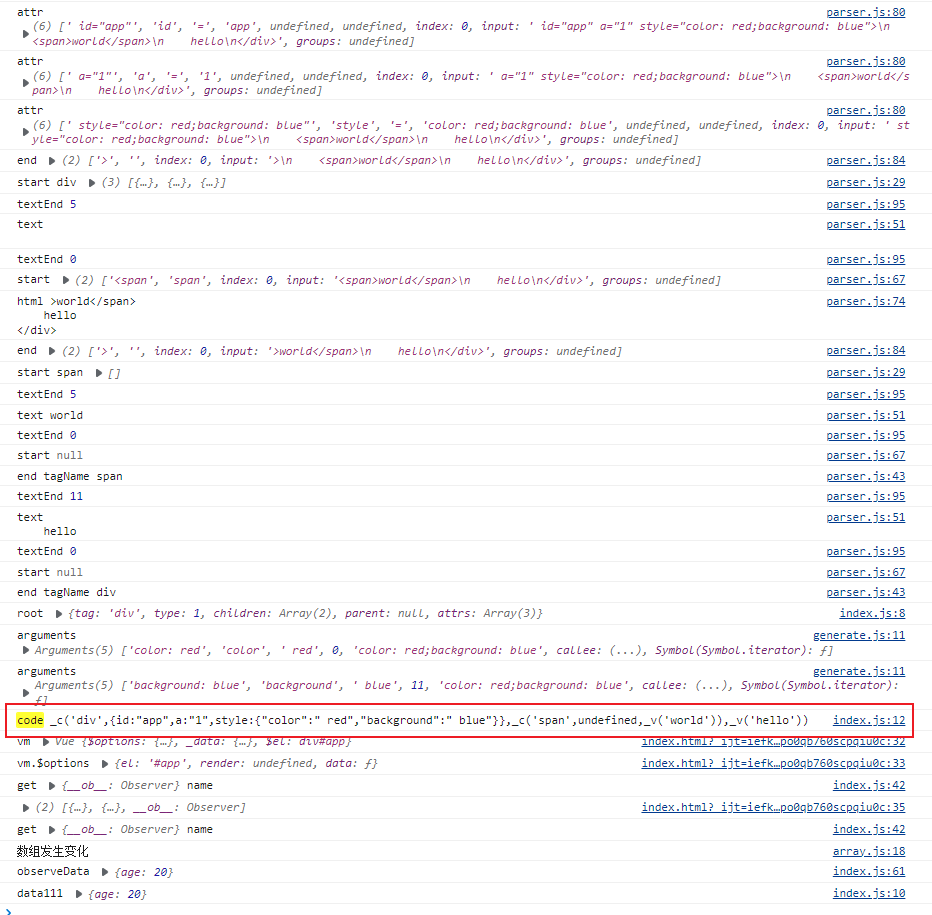 attr parser.js:80
(6) [' id="app"', 'id', '=', 'app', undefined, undefined, index: 0, input: ' id="app" a="1" style="color: red;background: blue">\n
<span>world</span>\n    hello\n</div>', groups: undefined]
attr parser.js:80
(6) [' a="1"', 'a', '=', '1', undefined, undefined, index: 0, input: ' a="1" style="color: red;background: blue">\n    <span>world</s
pan>\n    hello\n</div>', groups: undefined]
attr parser.js:80
(6) [' style="color: red;background: blue"', 'style', '=', 'color: red;background: blue', undefined, undefined, index: 0, input: ' st
yle="color: red;background: blue">\n    <span>world</span>\n    hello\n</div>', groups: undefined]
end (2) ['>', '', index: 0, input: '>\n    <span>world</span>\n    hello\n</div>', groups: undefined] parser.js:84
start div (3) [{…}, {…}, {…}] parser.js:29
textEnd 5 parser.js:95
text parser.js:51
textEnd 0 parser.js:95
start (2) ['<span', 'span', index: 0, input: '<span>world</span>\n    hello\n</div>', groups: undefined] parser.js:67
html >world</span> parser.js:74
hello
</div>
end (2) ['>', '', index: 0, input: '>world</span>\n    hello\n</div>', groups: undefined] parser.js:84
start span [] parser.js:29
textEnd 5 parser.js:95
text world parser.js:51
textEnd 0 parser.js:95
start null parser.js:67
end tagName span parser.js:43
textEnd 11 parser.js:95
text parser.js:51
hello
textEnd 0 parser.js:95
start null parser.js:67
end tagName div parser.js:43
root {tag: 'div', type: 1, children: Array(2), parent: null, attrs: Array(3)} index.js:8
arguments generate.js:11
Arguments(5) ['color: red', 'color', ' red', 0, 'color: red;background: blue', callee: (...), Symbol(Symbol.iterator): ƒ]
arguments generate.js:11
Arguments(5) ['background: blue', 'background', ' blue', 11, 'color: red;background: blue', callee: (...), Symbol(Symbol.iterator):
ƒ]
code _c('div',{id:"app",a:"1",style:{"color":" red","background":" blue"}},_c('span',undefined,_v('world')),_v('hello')) index.js:12
vm Vue {$options: {…}, _data: {…}, $el: div#app} index.html?_ijt=iefk…po0qb760scpqiu0c:32
vm.$options {el: '#app', render: undefined, data: ƒ} index.html?_ijt=iefk…po0qb760scpqiu0c:33
get {__ob__: Observer} name index.js:42
(2) [{…}, {…}, __ob__: Observer] index.html?_ijt=iefk…po0qb760scpqiu0c:35
get {__ob__: Observer} name index.js:42
数组发生变化 array.js:18
observeData {age: 20} index.js:61
data111 {age: 20} index.js:10